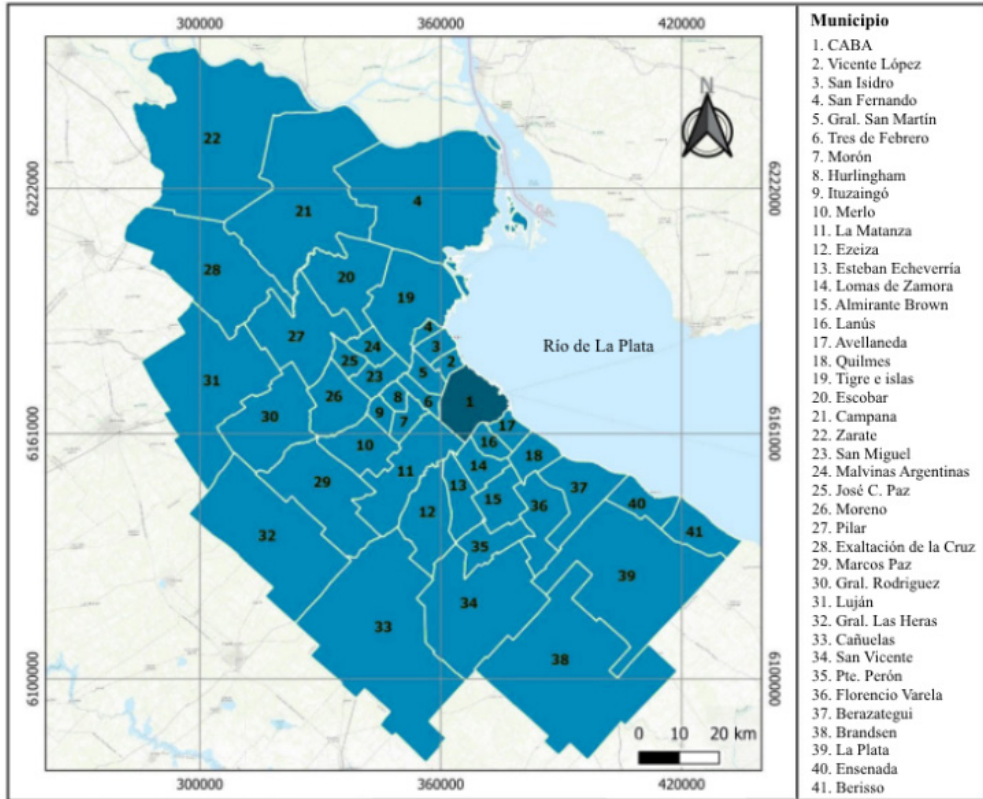 300000 360000 420000
N
6222000 6222000
6161000 6161000
6100000 6100000
22
21
4
28
20
19
27
4
24
3
25
2
23
5
31
26
8
6
1
30
9
7
17
10
16
11
14
18
29
13
37
12
15
36
40
32
35
41
39
34
33
38
Río de La Plata
0 10 20 km
300000 360000 420000
Municipio
1. CABA
2. Vicente López
3. San Isidro
4. San Fernando
5. Gral. San Martín
6. Tres de Febrero
7. Morón
8. Hurlingham
9. Ituzaingó
10. Merlo
11. La Matanza
12. Ezeiza
13. Esteban Echeverría
14. Lomas de Zamora
15. Almirante Brown
16. Lanús
17. Avellaneda
18. Quilmes
19. Tigre e islas
20. Escobar
21. Campana
22. Zarate
23. San Miguel
24. Malvinas Argentinas
25. José C. Paz
26. Moreno
27. Pilar
28. Exaltación de la Cruz
29. Marcos Paz
30. Gral. Rodriguez
31. Luján
32. Gral. Las Heras
33. Cañuelas
34. San Vicente
35. Pte. Perón
36. Florencio Varela
37. Berazategui
38. Brandsen
39. La Plata
40. Ensenada
41. Berisso